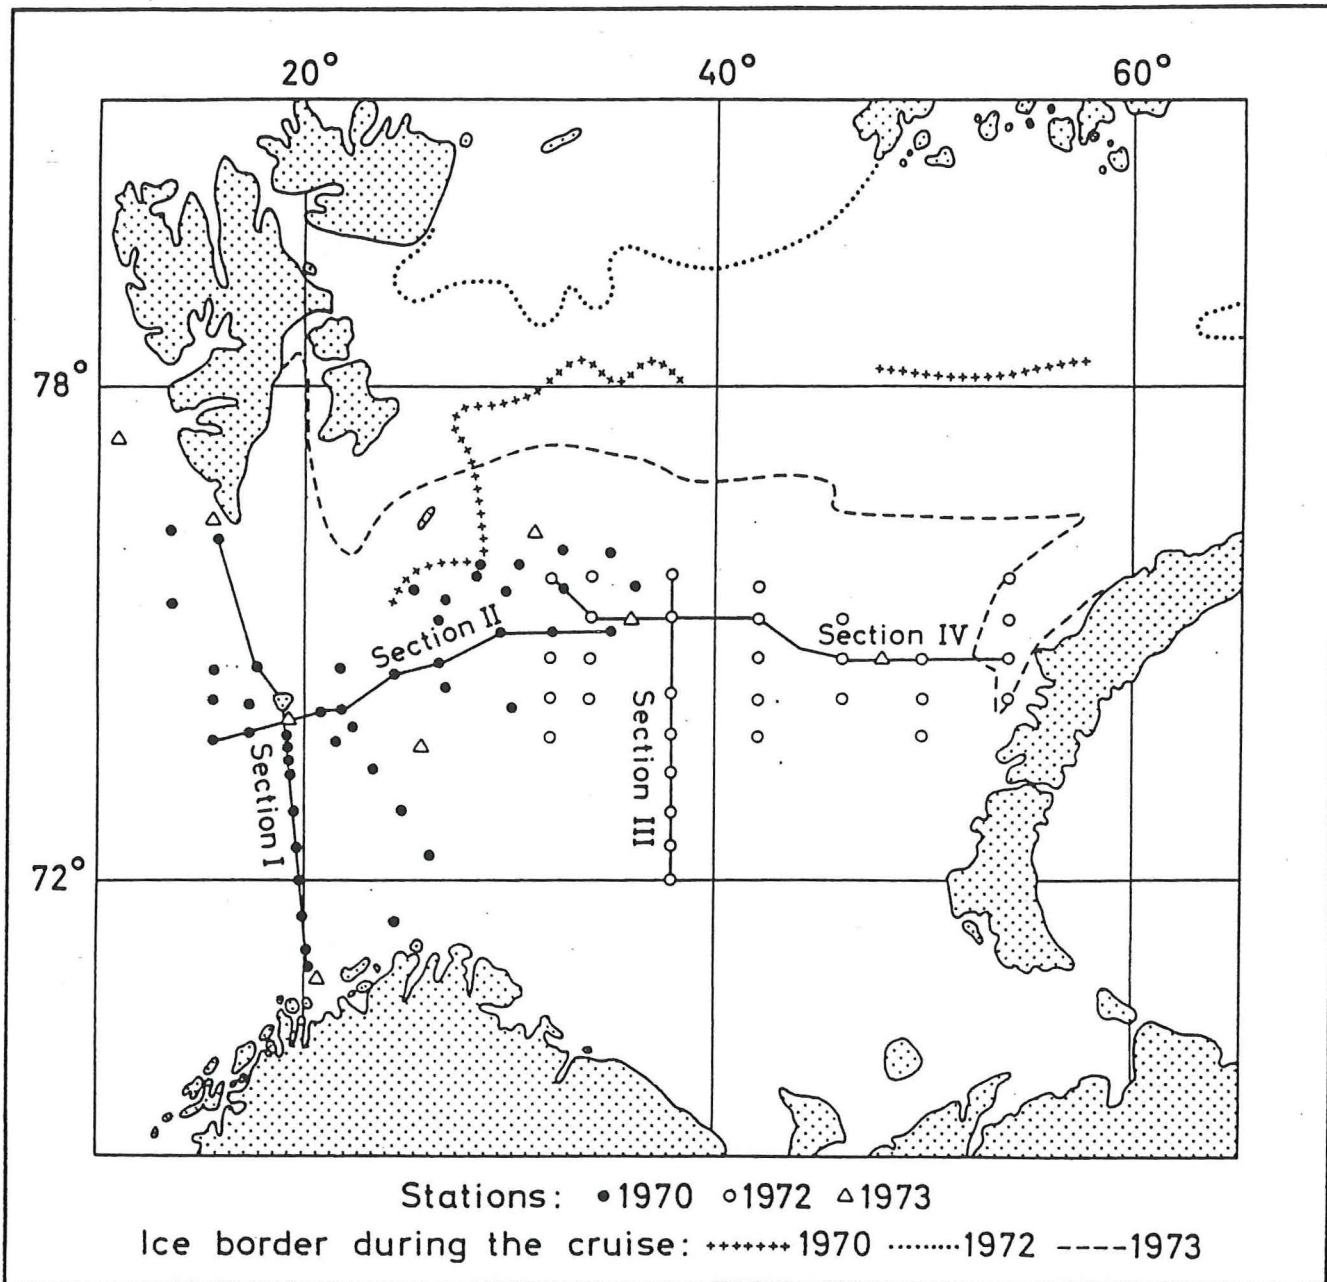 20° 40° 60°
78°
72°
Section I
Section II
Section III
Section IV
Stations: • 1970 ○ 1972 △ 1973
Ice border during the cruise: +++++++ 1970 ········· 1972 ---- 1973